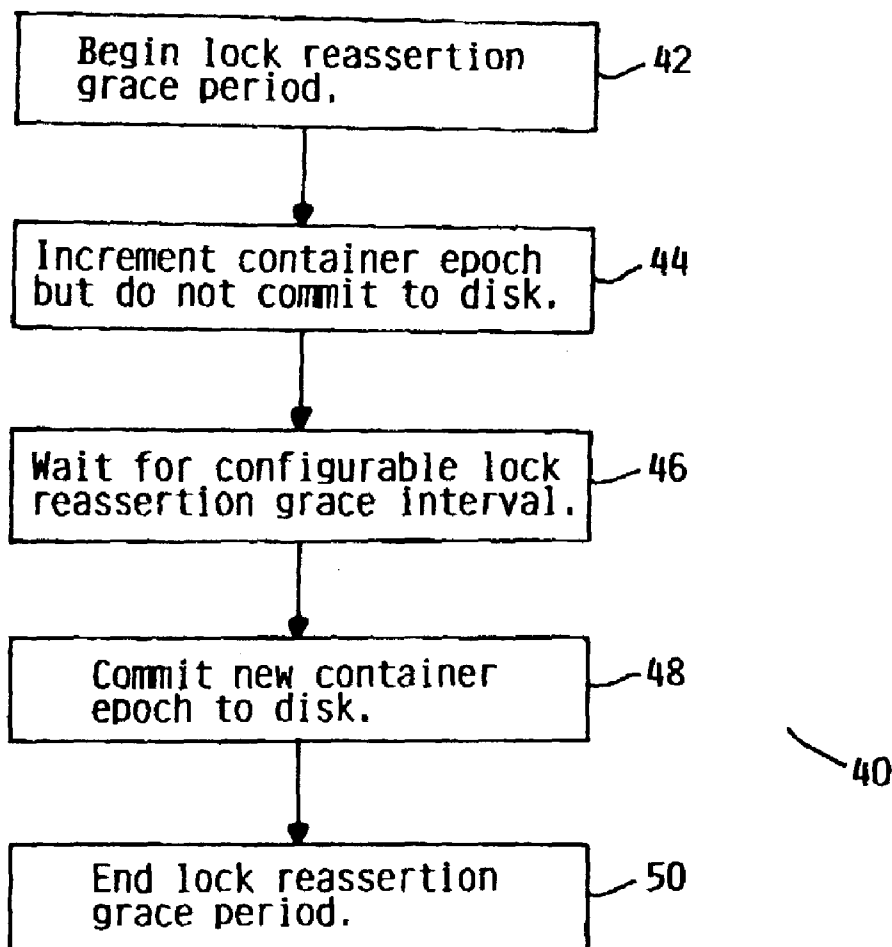 Begin lock reassertion
grace period.
42
Increment container epoch
but do not commit to disk.
44
Wait for configurable lock
reassertion grace interval.
46
Commit new container
epoch to disk.
48
40
End lock reassertion
grace period.
50